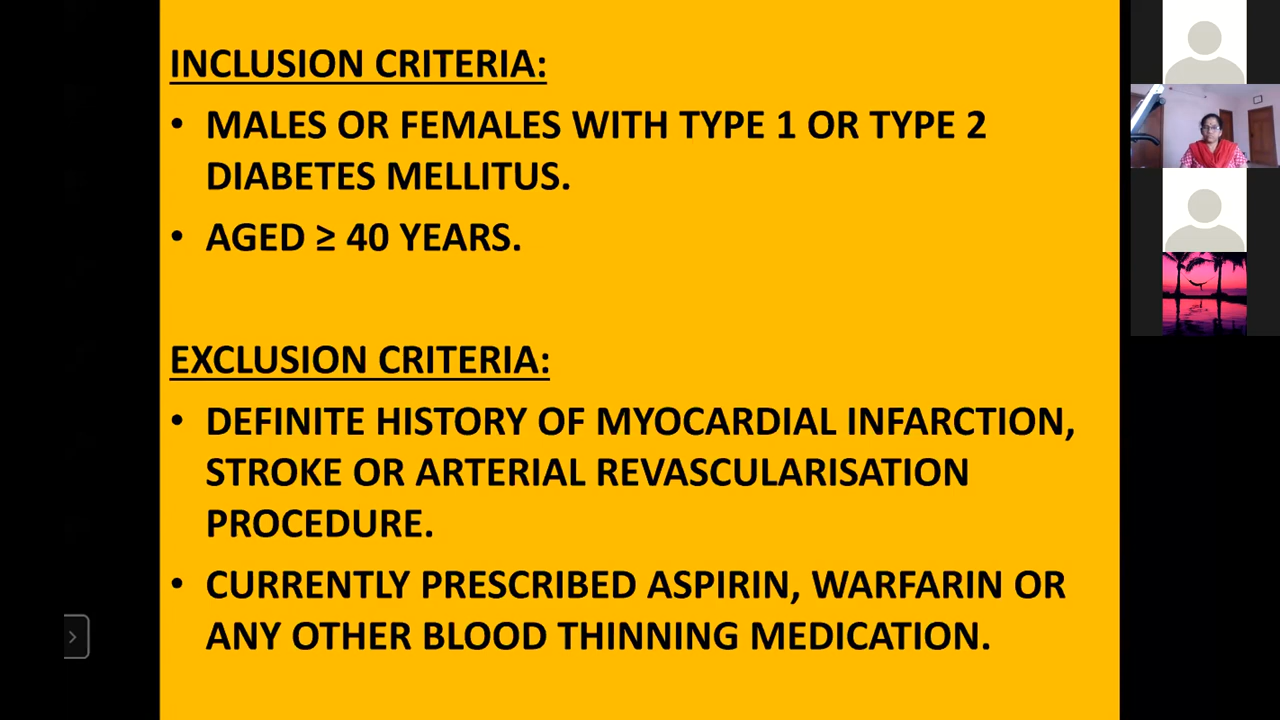 INCLUSION CRITERIA:
• MALES OR FEMALES WITH TYPE 1 OR TYPE 2
DIABETES MELLITUS.
• AGED ≥ 40 YEARS.
EXCLUSION CRITERIA:
• DEFINITE HISTORY OF MYOCARDIAL INFARCTION,
STROKE OR ARTERIAL REVASCULARISATION
PROCEDURE.
• CURRENTLY PRESCRIBED ASPIRIN, WARFARIN OR
ANY OTHER BLOOD THINNING MEDICATION.